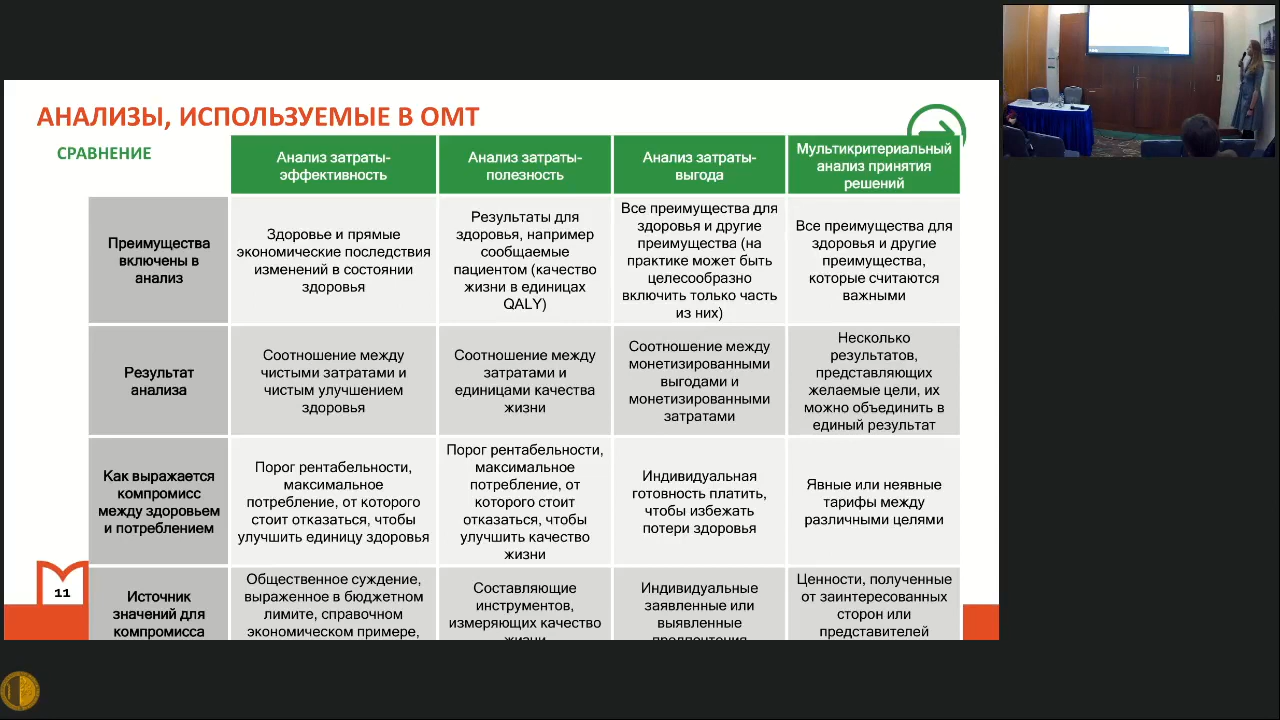 АНАЛИЗЫ, ИСПОЛЬЗУЕМЫЕ В ОМТ
СРАВНЕНИЕ
Анализ затраты-
эффективность
Анализ затраты-
полезность
Анализ затраты-
выгода
Мультикритериальный
анализ принятия
решений
Преимущества
включены в
анализ
Здоровье и прямые
экономические последствия
изменений в состоянии
здоровья
Результаты для
здоровья, например
сообщаемые
пациентом (качество
жизни в единицах
QALY)
Все преимущества для
здоровья и другие
преимущества (на
практике может быть
целесообразно
включить только часть
из них)
Все преимущества для
здоровья и другие
преимущества,
которые считаются
важными
Результат
анализа
Соотношение между
чистыми затратами и
чистым улучшением
здоровья
Соотношение между
затратами и
единицами качества
жизни
Соотношение между
монетизированными
выгодами и
монетизированными
затратами
Несколько
результатов,
представляющих
желаемые цели, их
можно объединить в
единый результат
Как выражается
компромисс
между здоровьем
и потреблением
Порог рентабельности,
максимальное
потребление, от которого
стоит отказаться, чтобы
улучшить единицу здоровья
Порог рентабельности,
максимальное
потребление, от
которого стоит
отказаться, чтобы
улучшить качество
жизни
Индивидуальная
готовность платить,
чтобы избежать
потери здоровья
Явные или неявные
тарифы между
различными целями
Источник
значений для
компромисса
Общественное суждение,
выраженное в бюджетном
лимите, справочном
экономическом примере,
Составляющие
инструментов,
измеряющих качество
жизни
Индивидуальные
заявленные или
выявленные
предпочтения
Ценности, полученные
от заинтересованных
сторон или
представителей
11